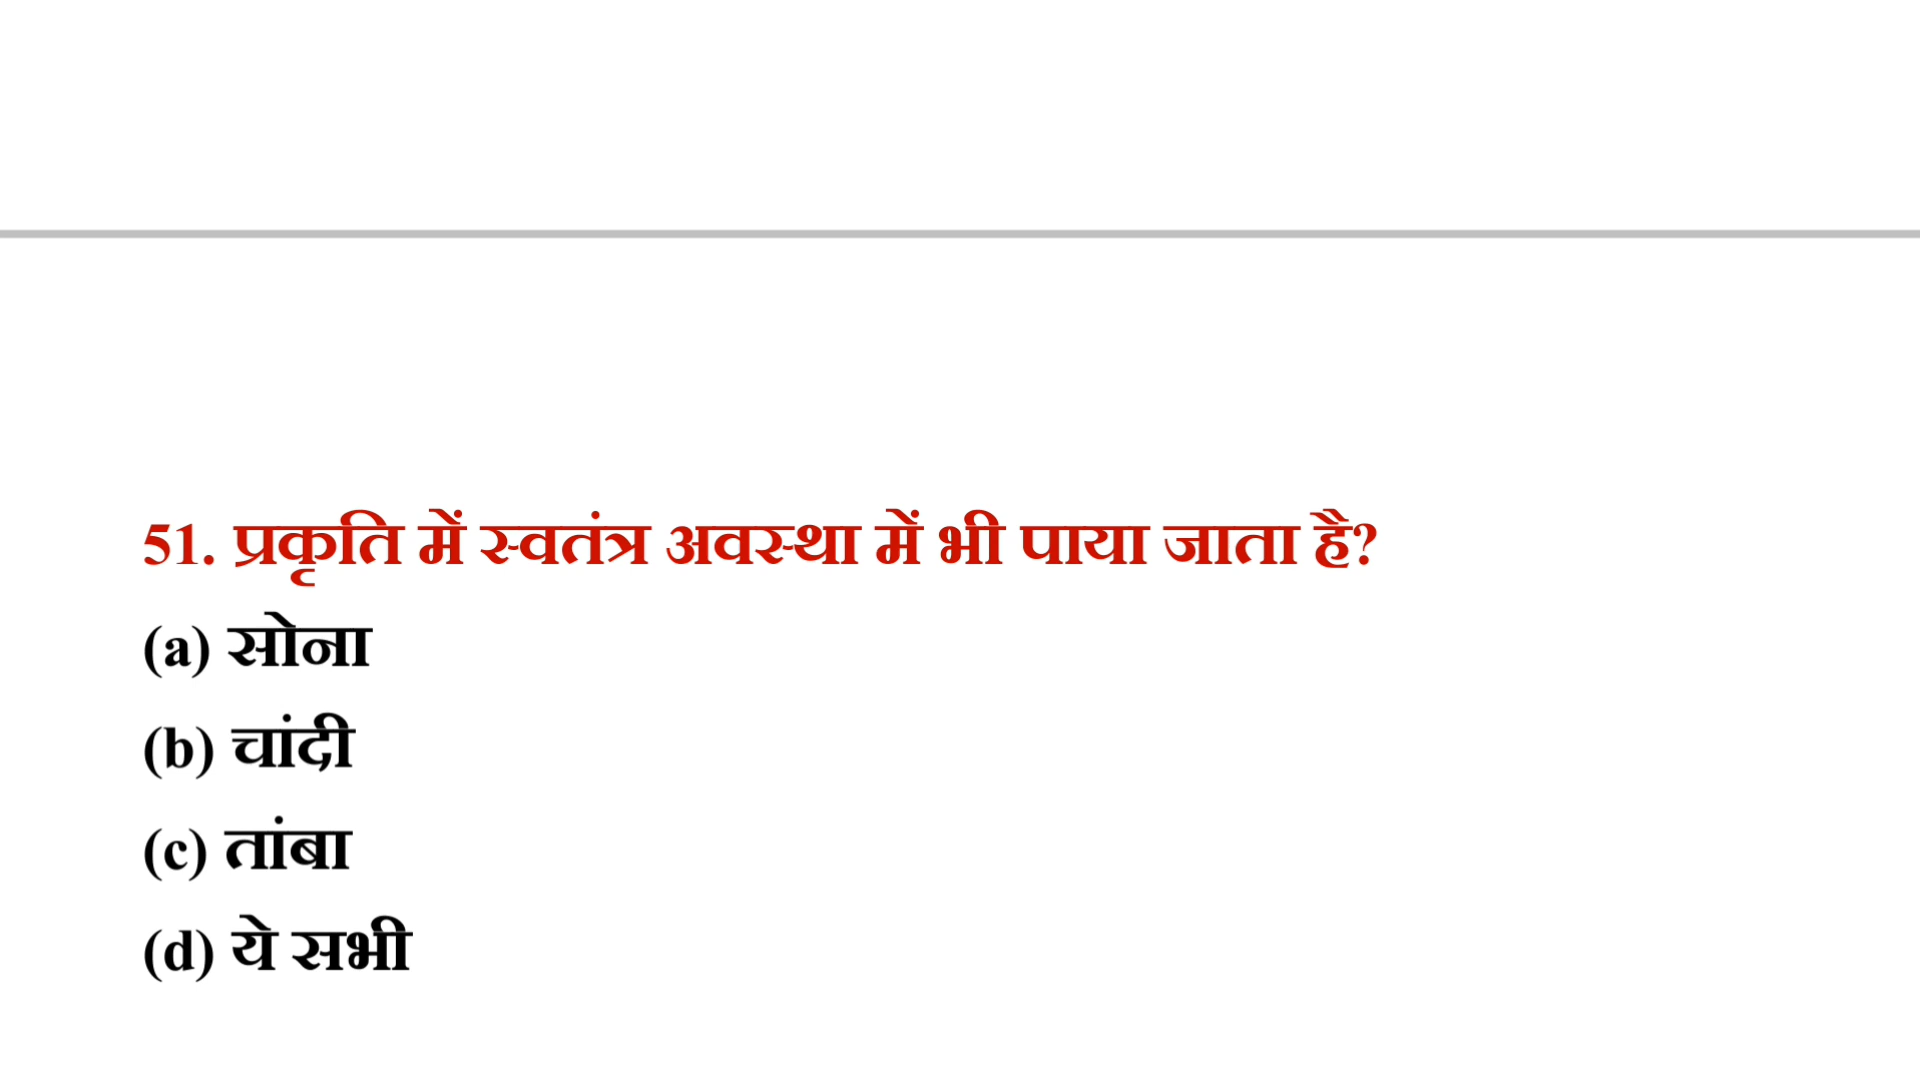 51. प्रकृति में स्वतंत्र अवस्था में भी पाया जाता है?
(a) सोना
(b) चांदी
(c) तांबा
(d) ये सभी